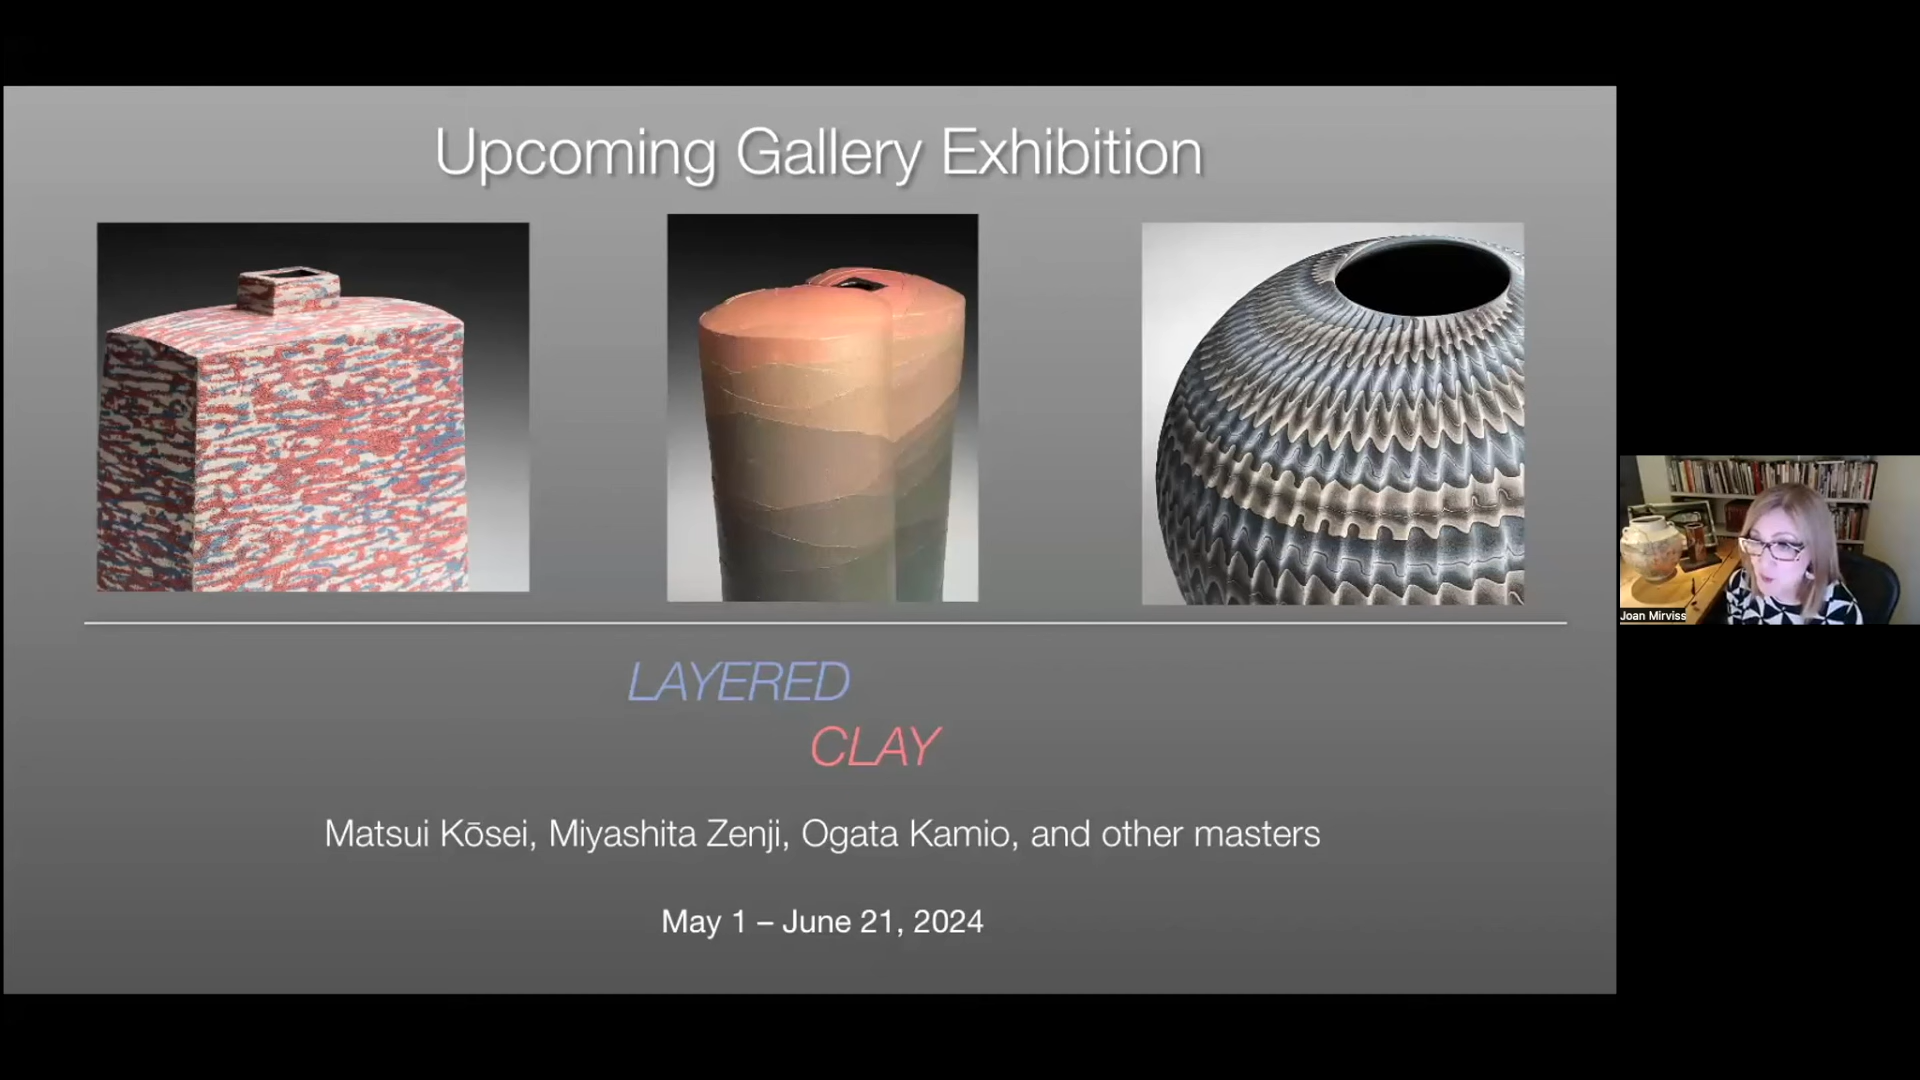 Upcoming Gallery Exhibition
LAYERED
CLAY
Matsui Kōsei, Miyashita Zenji, Ogata Kamio, and other masters
May 1 – June 21, 2024
Joan Mirviss